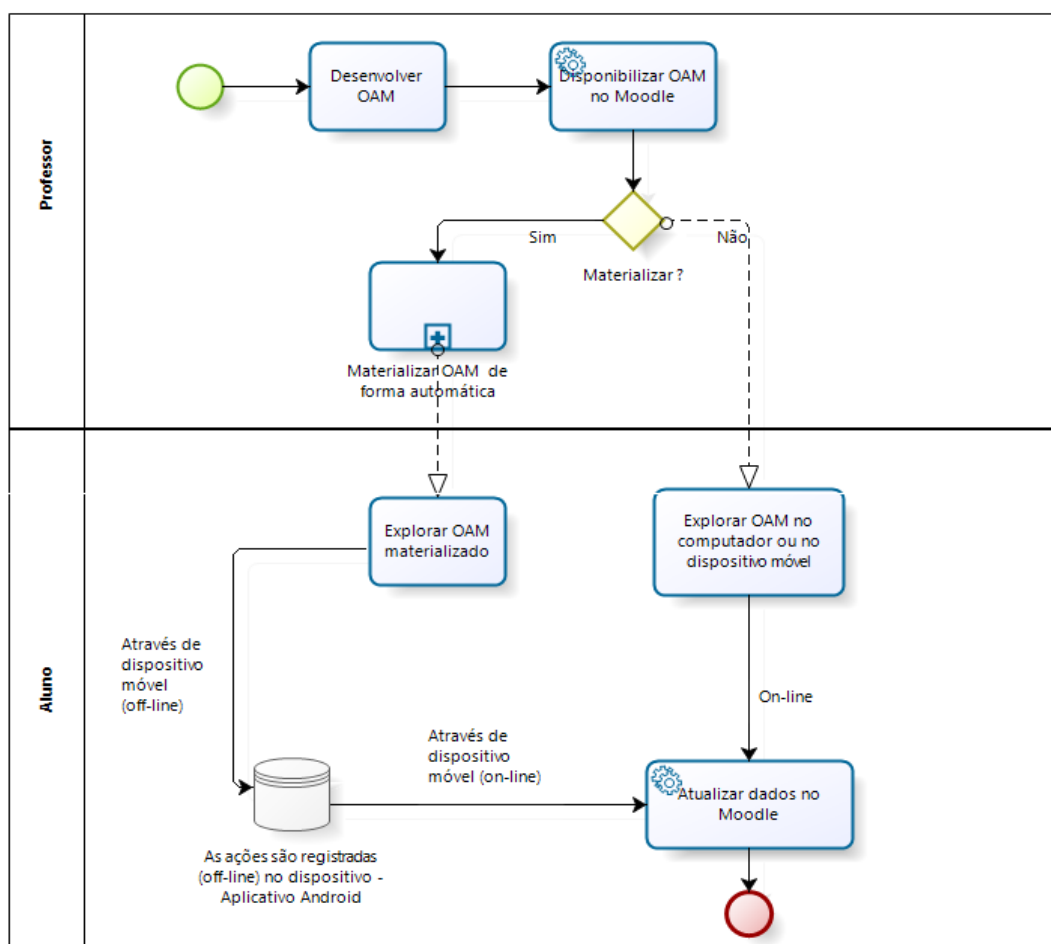 Professor
Desenvolver
OAM
Disponibilizar OAM
no Moodle
Sim
Não
Materializar ?
Materializar OAM de
forma automática
Aluno
Explorar OAM
materializado
Explorar OAM no
computador ou no
dispositivo móvel
Através de
dispositivo
móvel
(off-line)
On-line
Através de
dispositivo
móvel (on-line)
Atualizar dados no
Moodle
As ações são registradas
(off-line) no dispositivo -
Aplicativo Android